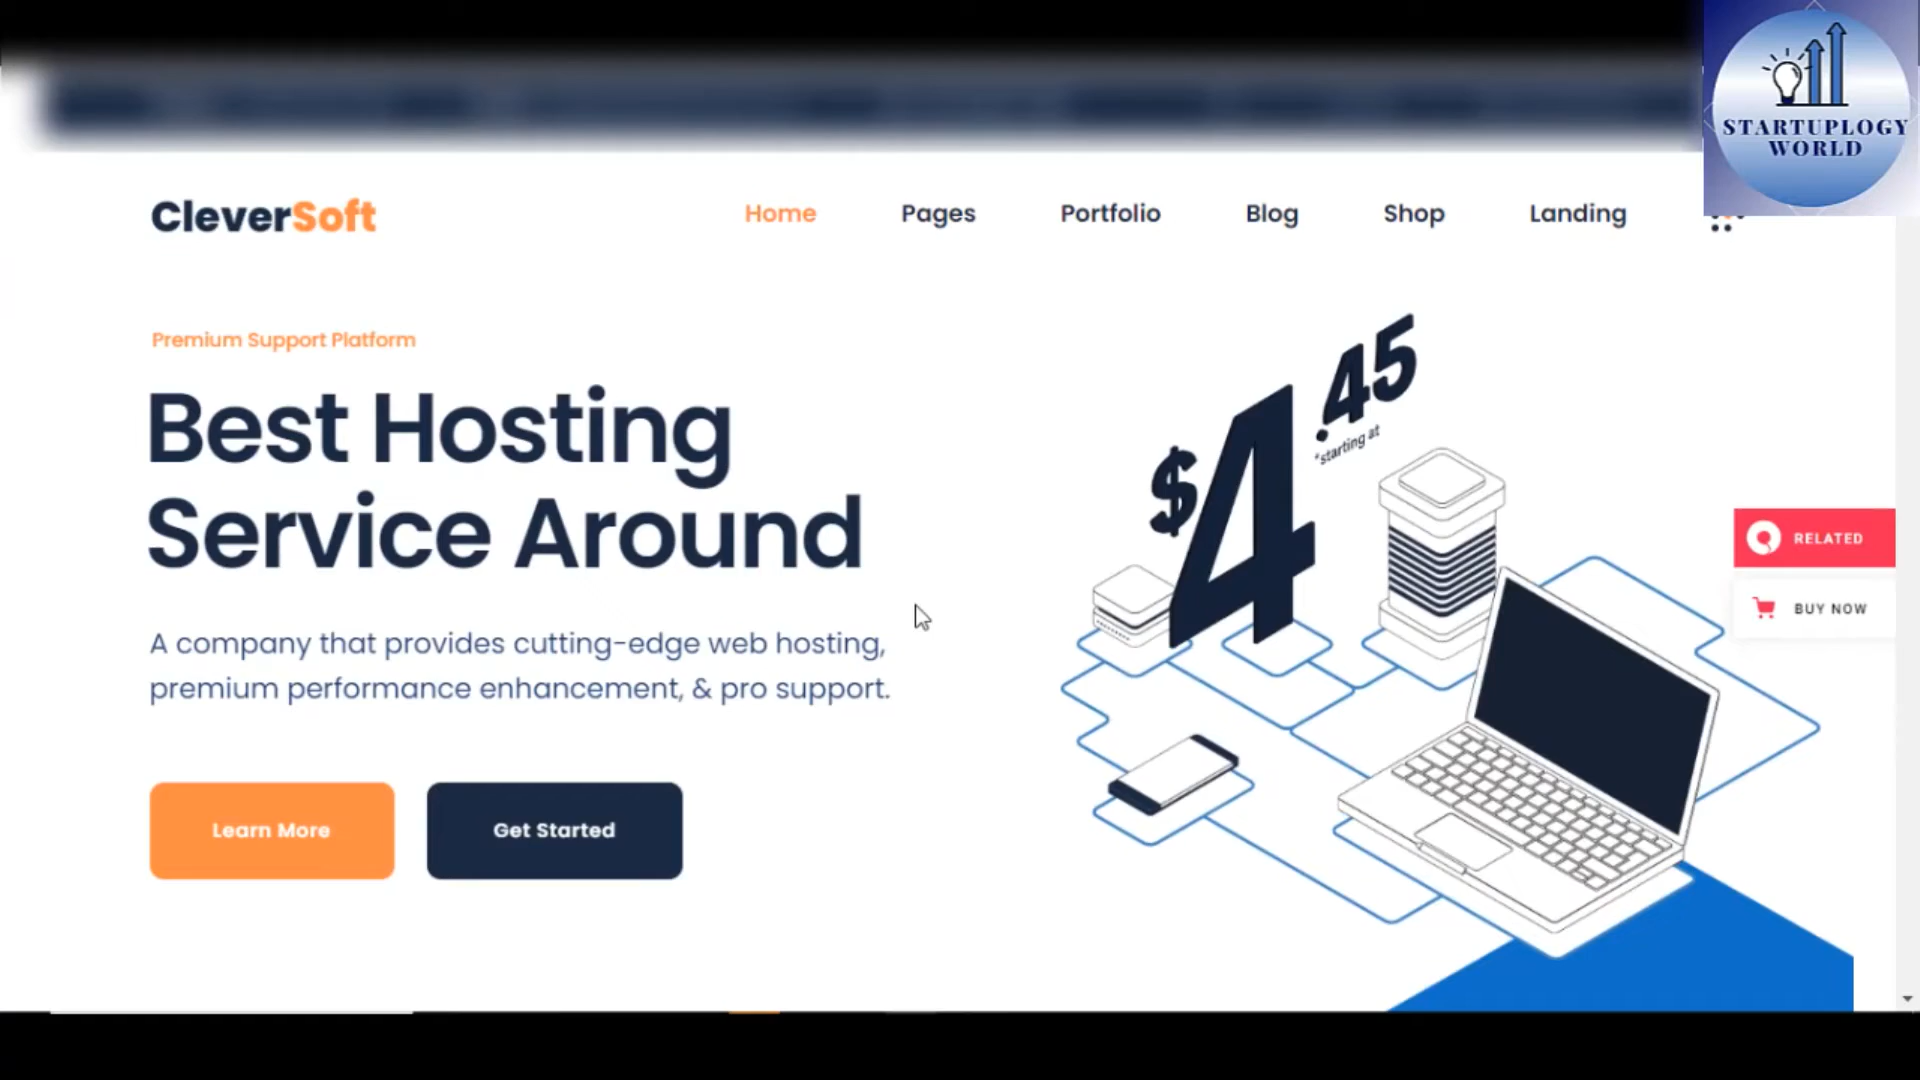 STARTUPLOGY
WORLD
CleverSoft
Home
Pages
Portfolio
Blog
Shop
Landing
Premium Support Platform
Best Hosting
Service Around
A company that provides cutting-edge web hosting,
premium performance enhancement, & pro support.
Learn More
Get Started
$4.45
*starting at
RELATED
BUY NOW